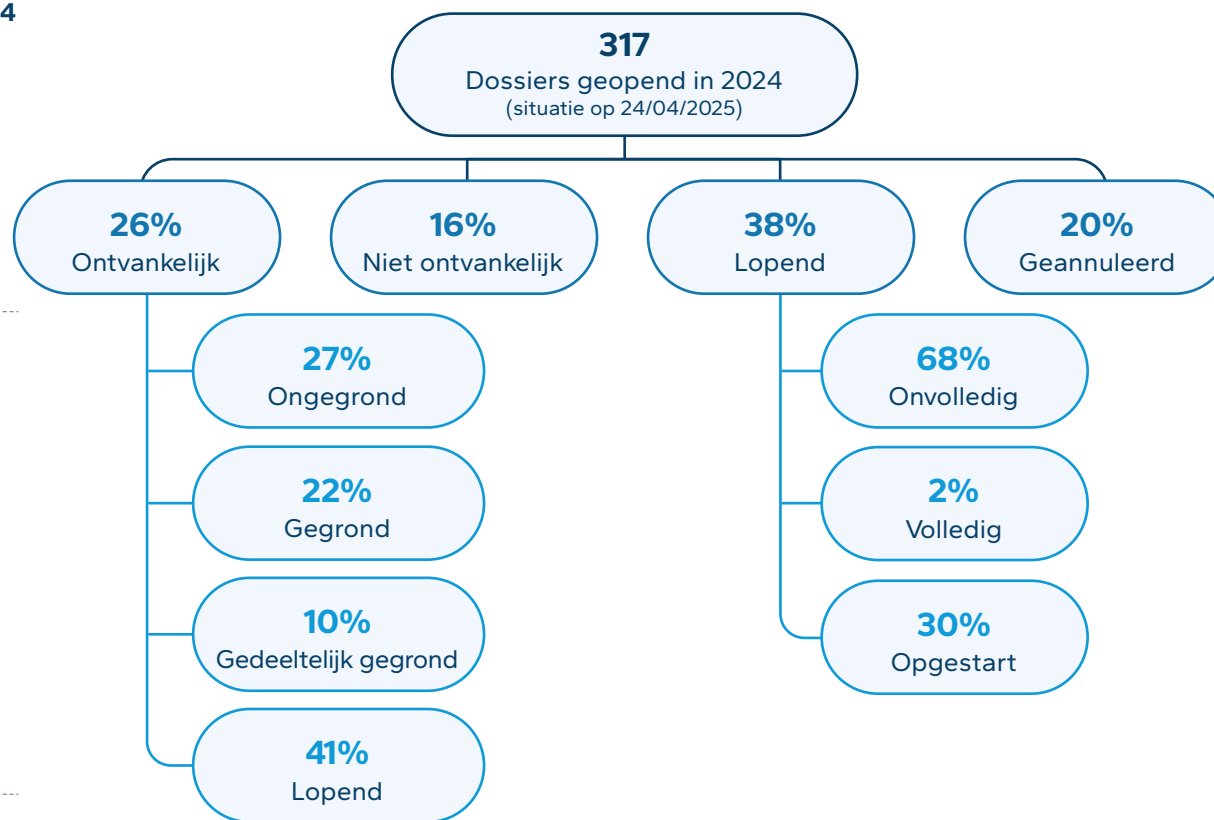 4
317
Dossiers geopend in 2024
(situatie op 24/04/2025)
26%
Ontvankelijk
16%
Niet ontvankelijk
38%
Lopend
20%
Geannuleerd
27%
Ongegrond
22%
Gegrond
10%
Gedeeltelijk gegrond
41%
Lopend
68%
Onvolledig
2%
Volledig
30%
Opgestart